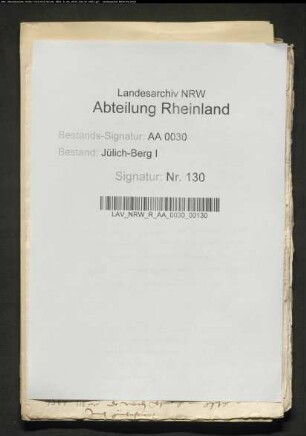 Landesarchiv NRW
Abteilung Rheinland
Bestands-Signatur: AA 0030
Bestand: Jülich-Berg I
Signatur: Nr. 130
LAV_NRW_R_AA_0030_00130